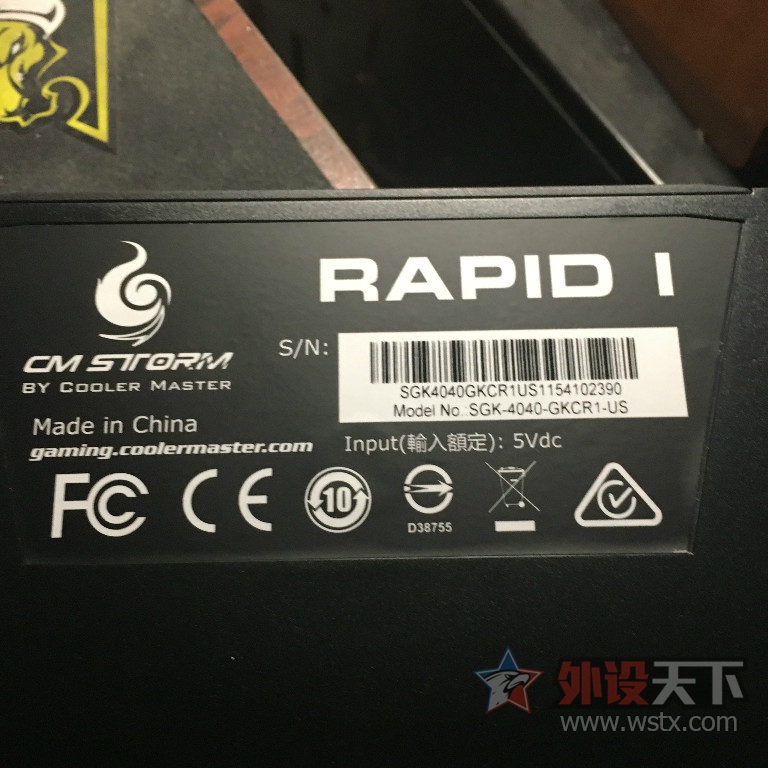 RAPID I
CM STORM
BY COOLER MASTER
S/N:
SGK4040GKCR1US1154102390
Model No.:SGK-4040-GKCR1-US
Made in China
gaming.coolermaster.com
Input(輸入額定): 5Vdc
FC CE 10
D38755
外设天下
www.wstx.com